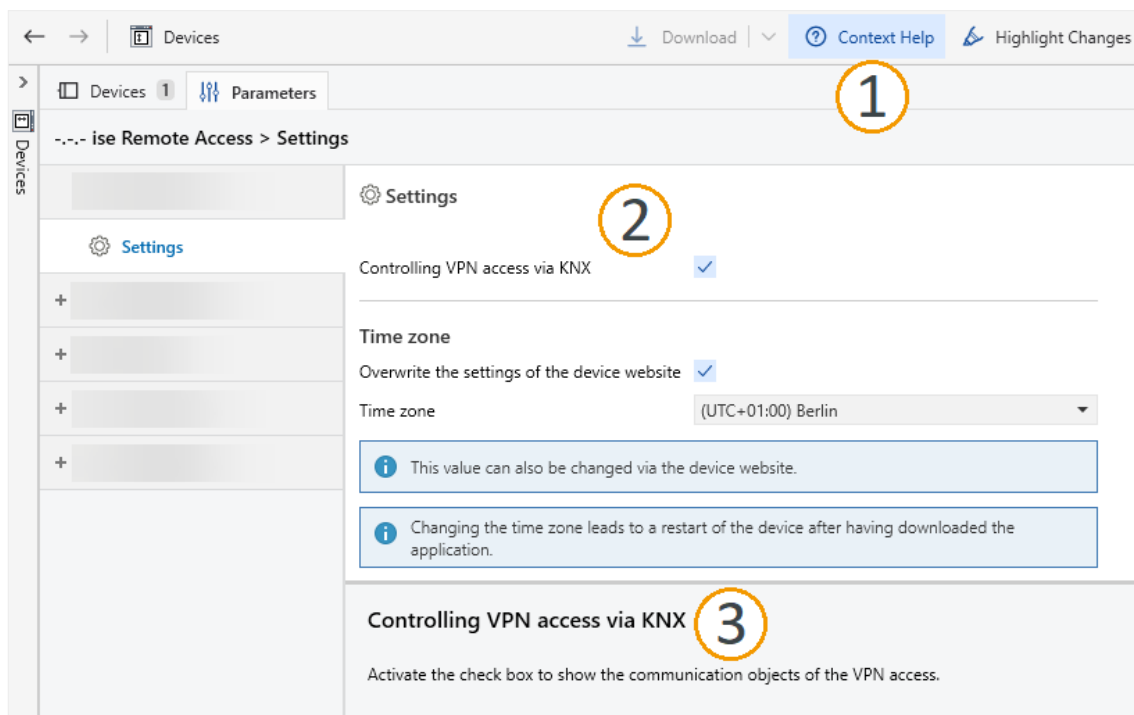 Devices
Download
Context Help
Highlight Changes
1
Devices 1
Parameters
Devices
-.-.- ise Remote Access > Settings
Settings
2
Settings
Controlling VPN access via KNX
Time zone
Overwrite the settings of the device website
Time zone
(UTC+01:00) Berlin
This value can also be changed via the device website.
Changing the time zone leads to a restart of the device after having downloaded the
application.
Controlling VPN access via KNX
3
Activate the check box to show the communication objects of the VPN access.